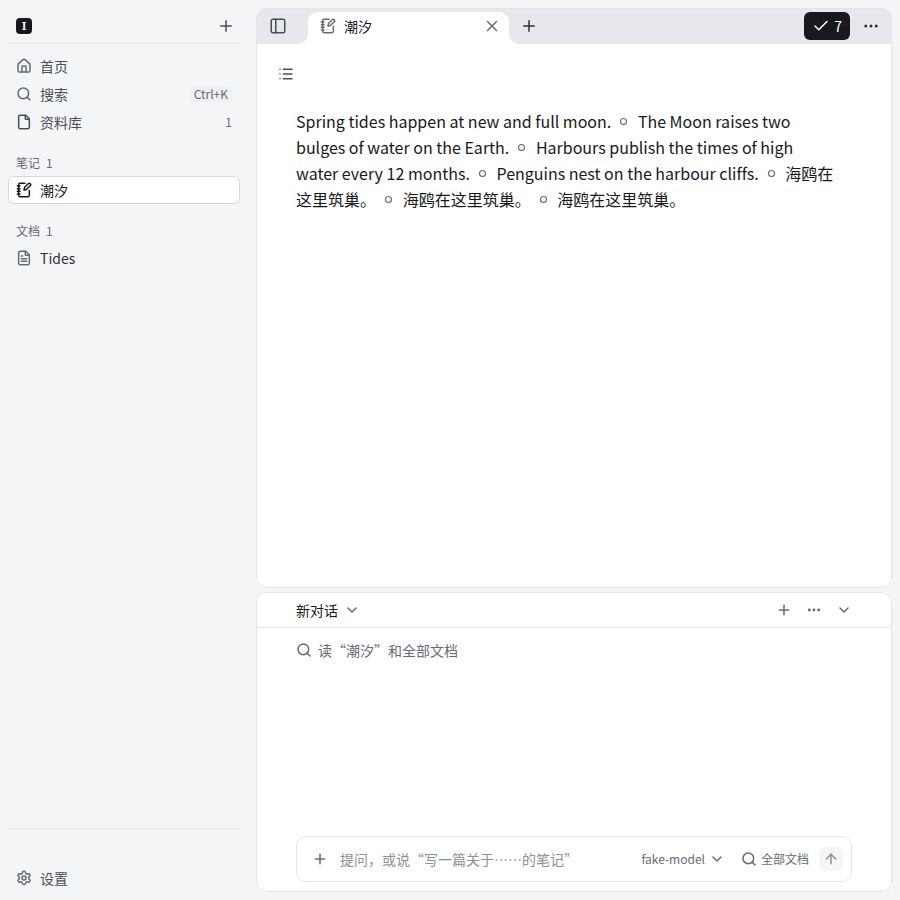 I
首页
搜索 Ctrl+K
资料库 1
笔记 1
潮汐
文档 1
Tides
设置
潮汐
7
Spring tides happen at new and full moon. The Moon raises two
bulges of water on the Earth. Harbours publish the times of high
water every 12 months. Penguins nest on the harbour cliffs. 海鸥在
这里筑巢。 海鸥在这里筑巢。 海鸥在这里筑巢。
新对话
读“潮汐”和全部文档
提问，或说“写一篇关于……的笔记”
fake-model
全部文档